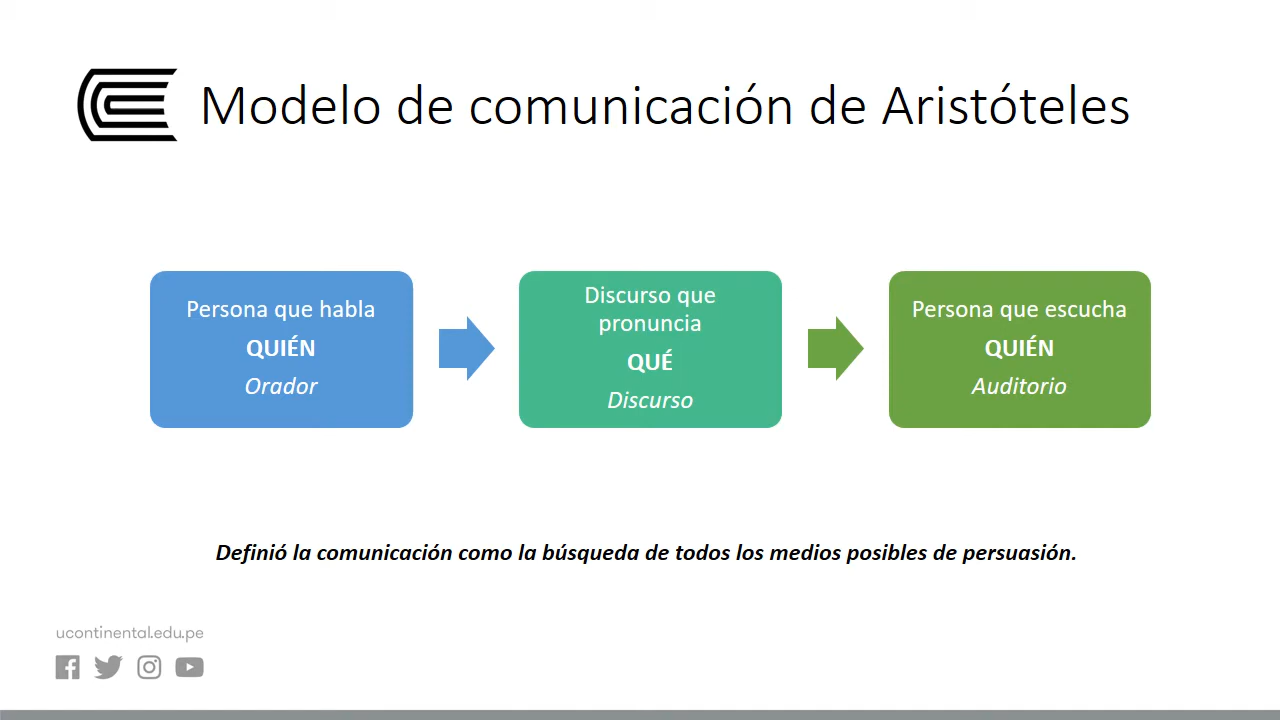 Modelo de comunicación de Aristóteles
Persona que habla
QUIÉN
Orador
Discurso que
pronuncia
QUÉ
Discurso
Persona que escucha
QUIÉN
Auditorio
Definió la comunicación como la búsqueda de todos los medios posibles de persuasión.
ucontinental.edu.pe